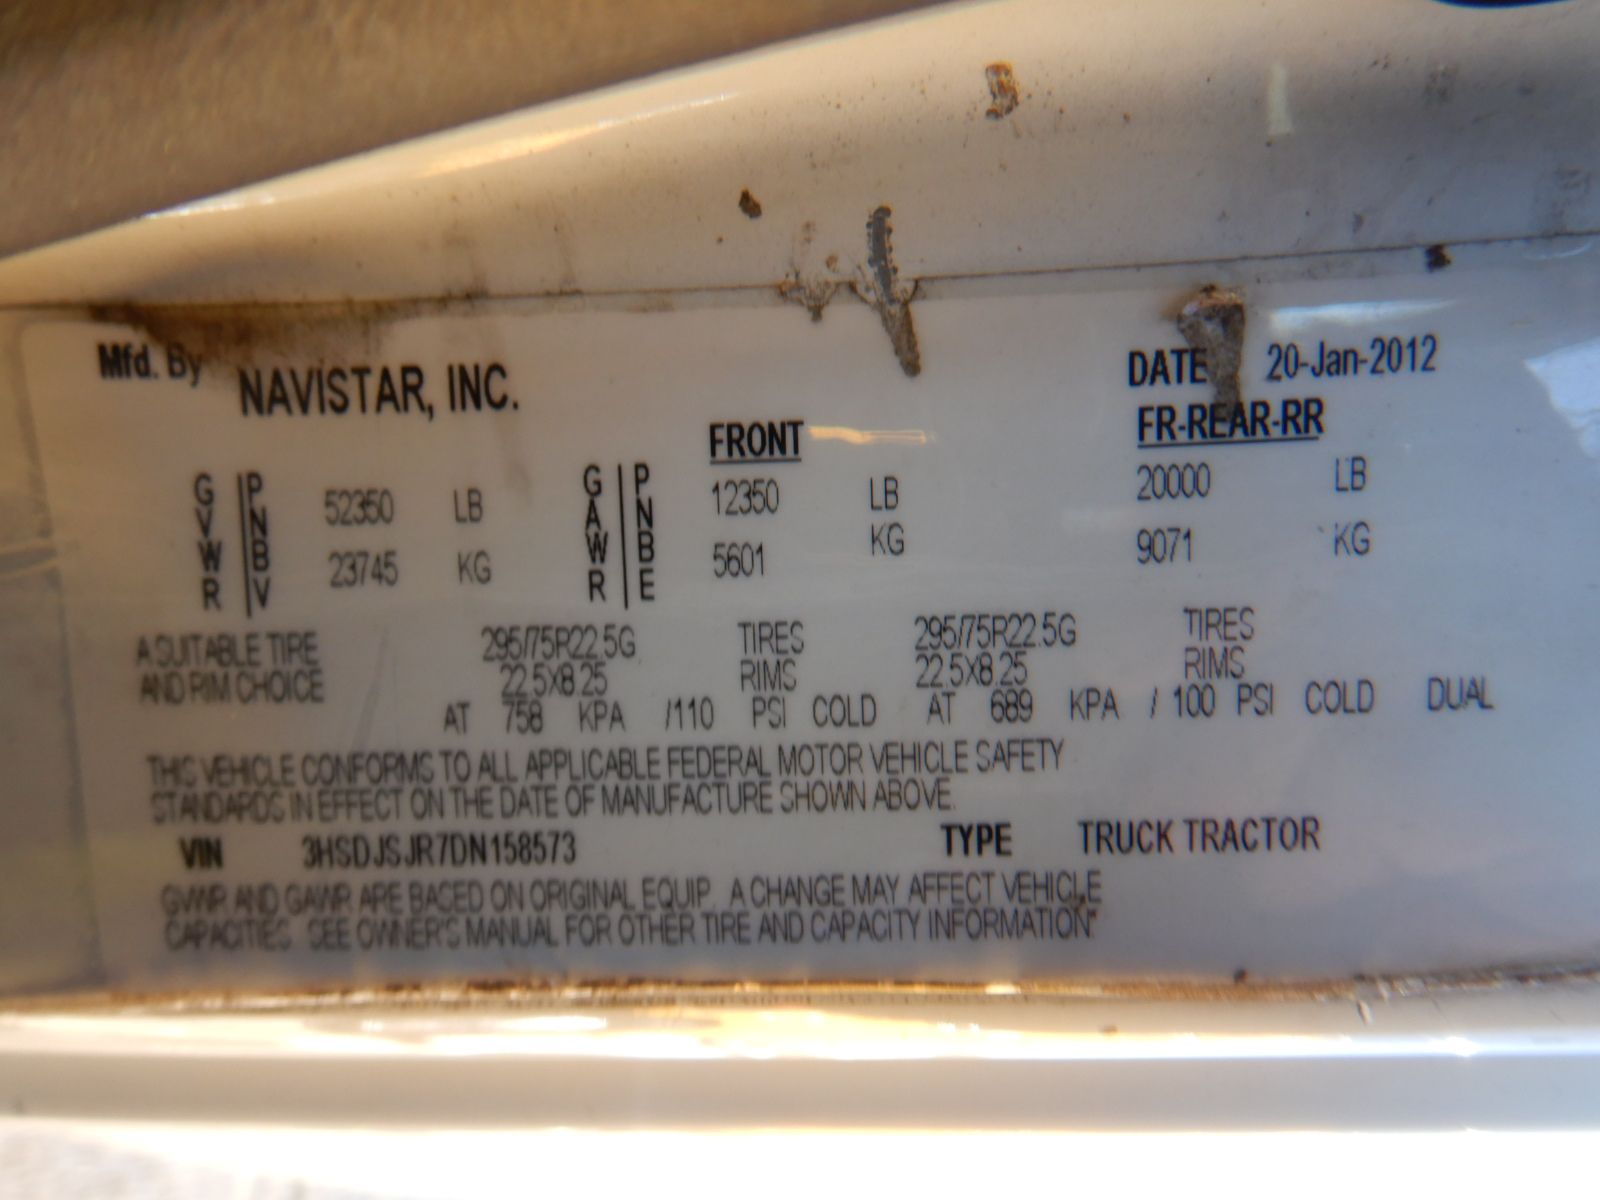 Mfd. By NAVISTAR, INC. DATE 20-Jan-2012
FRONT FR-REAR-RR
GVWR PNBV 52350 LB GAWR PNBE 12350 LB 20000 LB
23745 KG 5601 KG 9071 KG
A SUITABLE TIRE 295/75R22.5G TIRES 295/75R22.5G TIRES
AND RIM CHOICE 22.5X8.25 RIMS 22.5X8.25 RIMS
AT 758 KPA /110 PSI COLD AT 689 KPA / 100 PSI COLD DUAL
THIS VEHICLE CONFORMS TO ALL APPLICABLE FEDERAL MOTOR VEHICLE SAFETY
STANDARDS IN EFFECT ON THE DATE OF MANUFACTURE SHOWN ABOVE.
VIN 3HSDJSJR7DN158573 TYPE TRUCK TRACTOR
GVWR AND GAWR ARE BASED ON ORIGINAL EQUIP. A CHANGE MAY AFFECT VEHICLE
CAPACITIES. SEE OWNER'S MANUAL FOR OTHER TIRE AND CAPACITY INFORMATION"